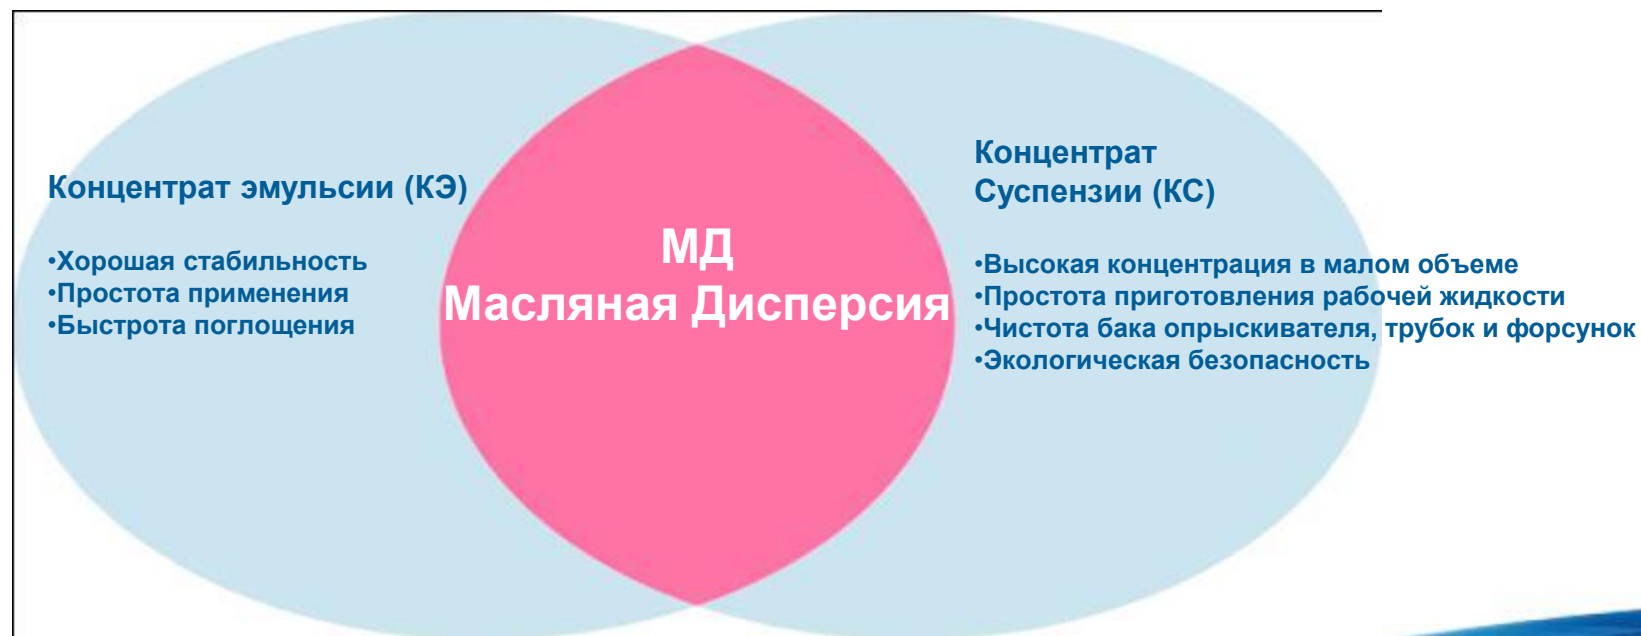 Концентрат эмульсии (КЭ)
•Хорошая стабильность
•Простота применения
•Быстрота поглощения
МД
Масляная Дисперсия
Концентрат
Суспензии (КС)
•Высокая концентрация в малом объеме
•Простота приготовления рабочей жидкости
•Чистота бака опрыскивателя, трубок и форсунок
•Экологическая безопасность